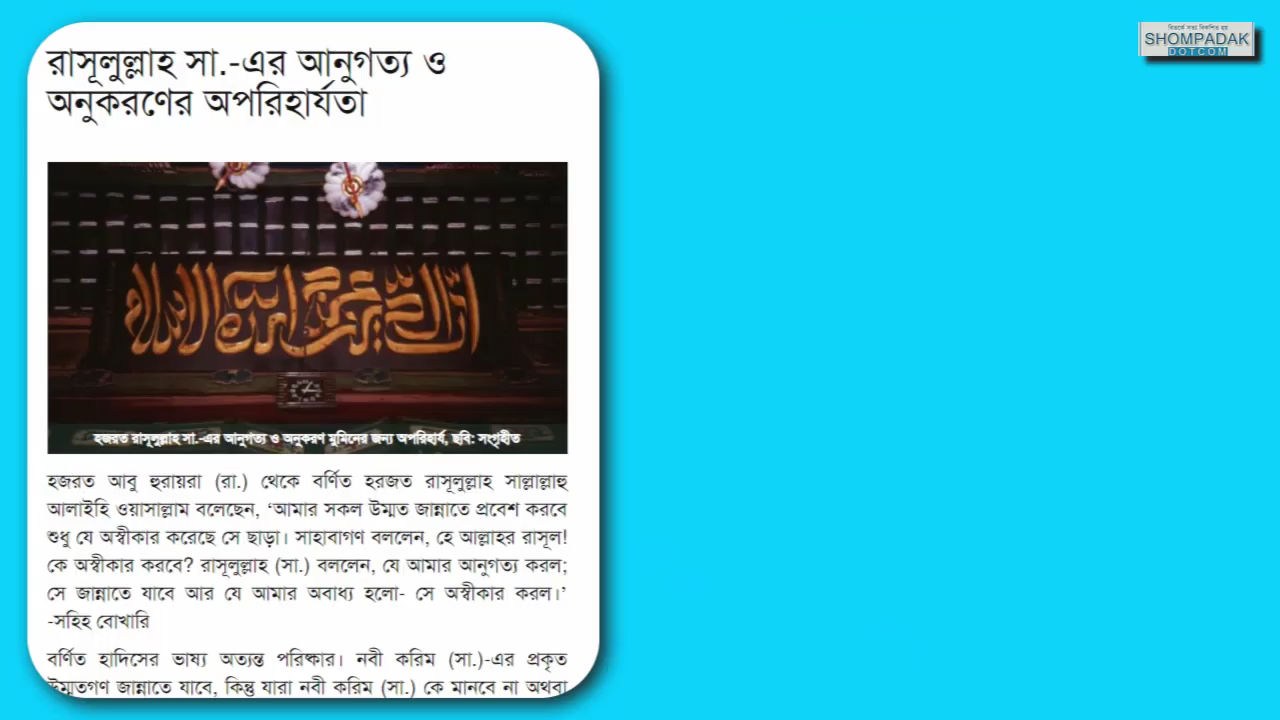 রাসূলুল্লাহ সা.-এর আনুগত্য ও
অনুকরণের অপরিহার্যতা
হজরত রাসূলুল্লাহ সা.-এর আনুগত্য ও অনুকরণ মুমিনের জন্য অপরিহার্য, ছবি: সংগৃহীত
হজরত আবু হুরায়রা (রা.) থেকে বর্ণিত হরজত রাসূলুল্লাহ সাল্লাল্লাহু
আলাইহি ওয়াসাল্লাম বলেছেন, ‘আমার সকল উম্মত জান্নাতে প্রবেশ করবে
শুধু যে অস্বীকার করেছে সে ছাড়া। সাহাবাগণ বললেন, হে আল্লাহর রাসূল!
কে অস্বীকার করবে? রাসূলুল্লাহ (সা.) বললেন, যে আমার আনুগত্য করল;
সে জান্নাতে যাবে আর যে আমার অবাধ্য হলো- সে অস্বীকার করল।’
-সহিহ বোখারি
বর্ণিত হাদিসের ভাষ্য অত্যন্ত পরিষ্কার। নবী করিম (সা.)-এর প্রকৃত
উম্মতগণ জান্নাতে যাবে, কিন্তু যারা নবী করিম (সা.) কে মানবে না অথবা
SHOMPADAK
DOTCOM